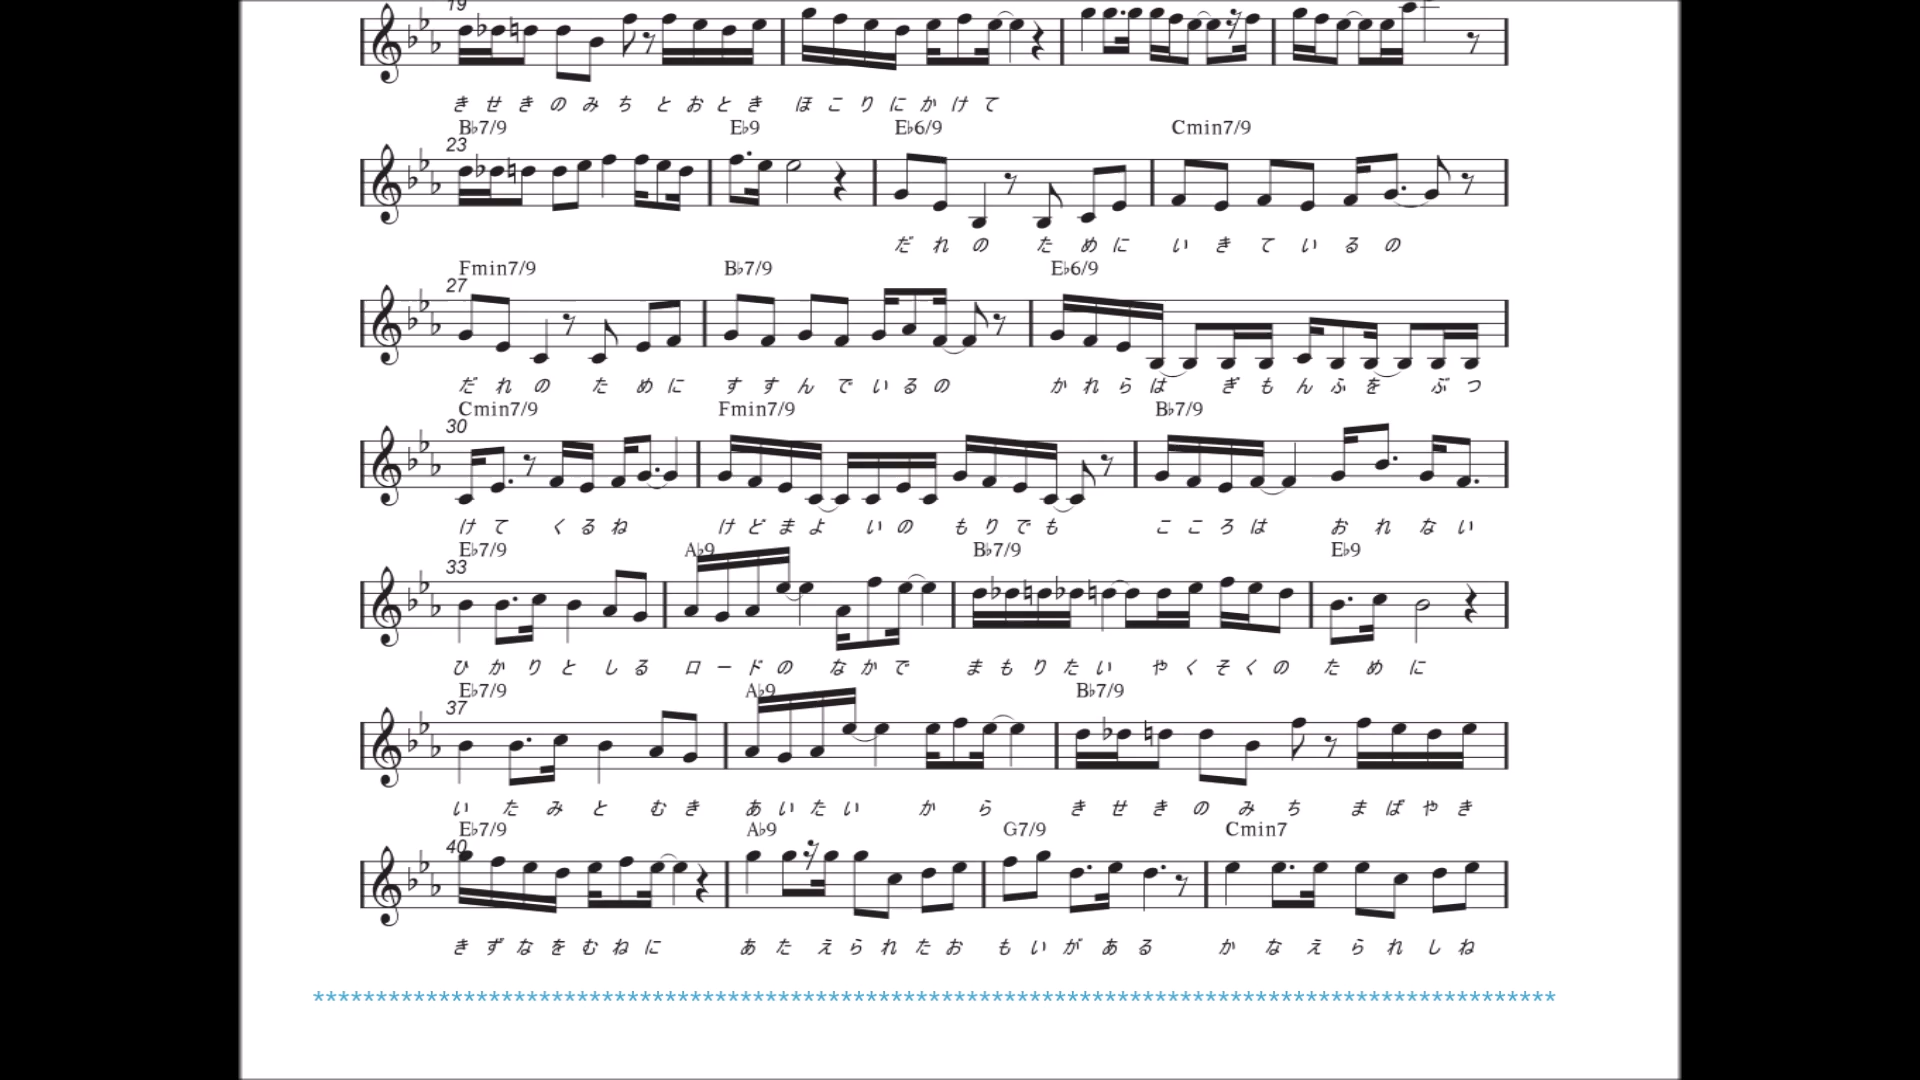 19
きせきのみちとおとき ほこりにかけて
B♭7/9 E♭9 E♭6/9 Cmin7/9
23
だれの ために いきているの
Fmin7/9 B♭7/9 E♭6/9
27
だれの ために すすんでいるの かれらは ぎもんふを ぶつ
Cmin7/9 Fmin7/9 B♭7/9
30
けて くるね けどまよ いの もりでも こころは おれない
E♭7/9 A♭9 B♭7/9 E♭9
33
ひかりと しる ロードの なかで まもりたい やくそくの ために
E♭7/9 A♭9 B♭7/9
37
いたみと むき あいたい から きせきのみち まばやき
E♭7/9 A♭9 G7/9 Cmin7
40
きずなをむねに あたえられたお もいがある かなえられしね
****************************************************************************************************